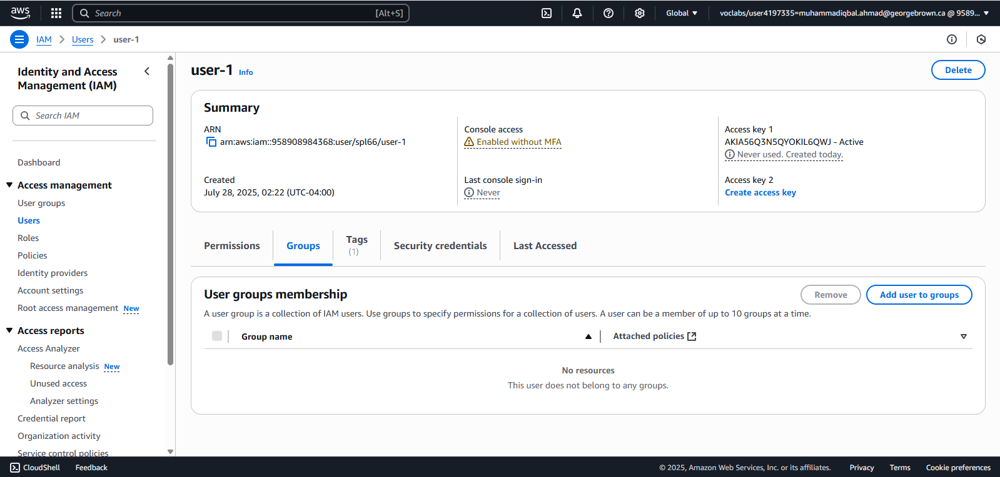 aws
Search [Alt+S]
Global
voclabs/user4197335=muhammadiqbal.ahmad@georgebrown.ca @ 9589...
IAM
Users
user-1
Identity and Access
Management (IAM)
Search IAM
Dashboard
Access management
User groups
Users
Roles
Policies
Identity providers
Account settings
Root access management New
Access reports
Access Analyzer
Resource analysis New
Unused access
Analyzer settings
Credential report
Organization activity
Service control policies
user-1 Info
Delete
Summary
ARN
arn:aws:iam::958908984368:user/spl66/user-1
Created
July 28, 2025, 02:22 (UTC-04:00)
Console access
Enabled without MFA
Last console sign-in
Never
Access key 1
AKIA56Q3N5QYOKIL6QWJ - Active
Never used. Created today.
Access key 2
Create access key
Permissions
Groups
Tags
(1)
Security credentials
Last Accessed
User groups membership
Remove
Add user to groups
A user group is a collection of IAM users. Use groups to specify permissions for a collection of users. A user can be a member of up to 10 groups at a time.
Group name
Attached policies
No resources
This user does not belong to any groups.
CloudShell
Feedback
© 2025, Amazon Web Services, Inc. or its affiliates.
Privacy
Terms
Cookie preferences